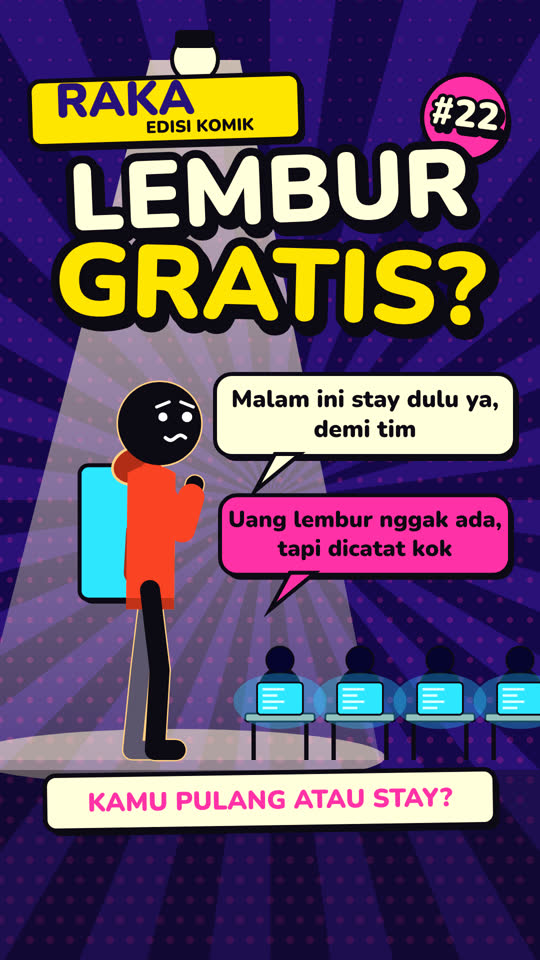 RAKA
EDISI KOMIK
#22
LEMBUR
GRATIS?
Malam ini stay dulu ya,
demi tim
Uang lembur nggak ada,
tapi dicatat kok
KAMU PULANG ATAU STAY?